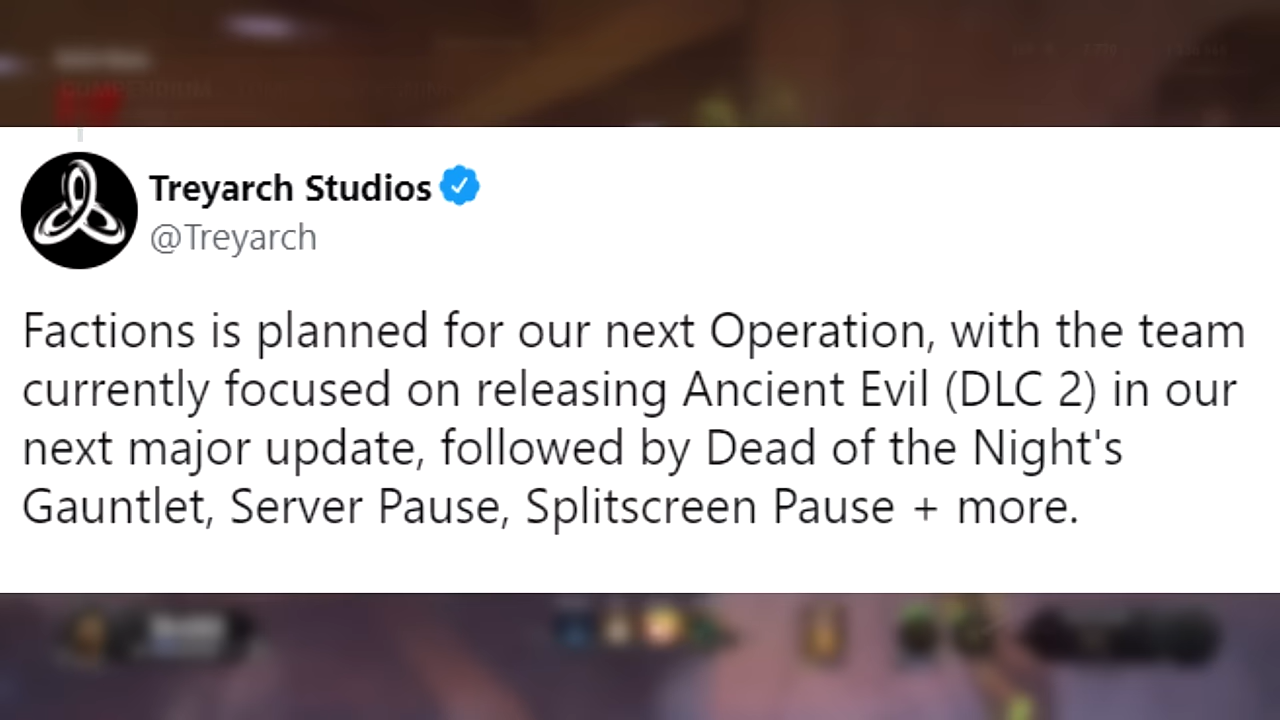 Treyarch Studios
@Treyarch
Factions is planned for our next Operation, with the team
currently focused on releasing Ancient Evil (DLC 2) in our
next major update, followed by Dead of the Night's
Gauntlet, Server Pause, Splitscreen Pause + more.